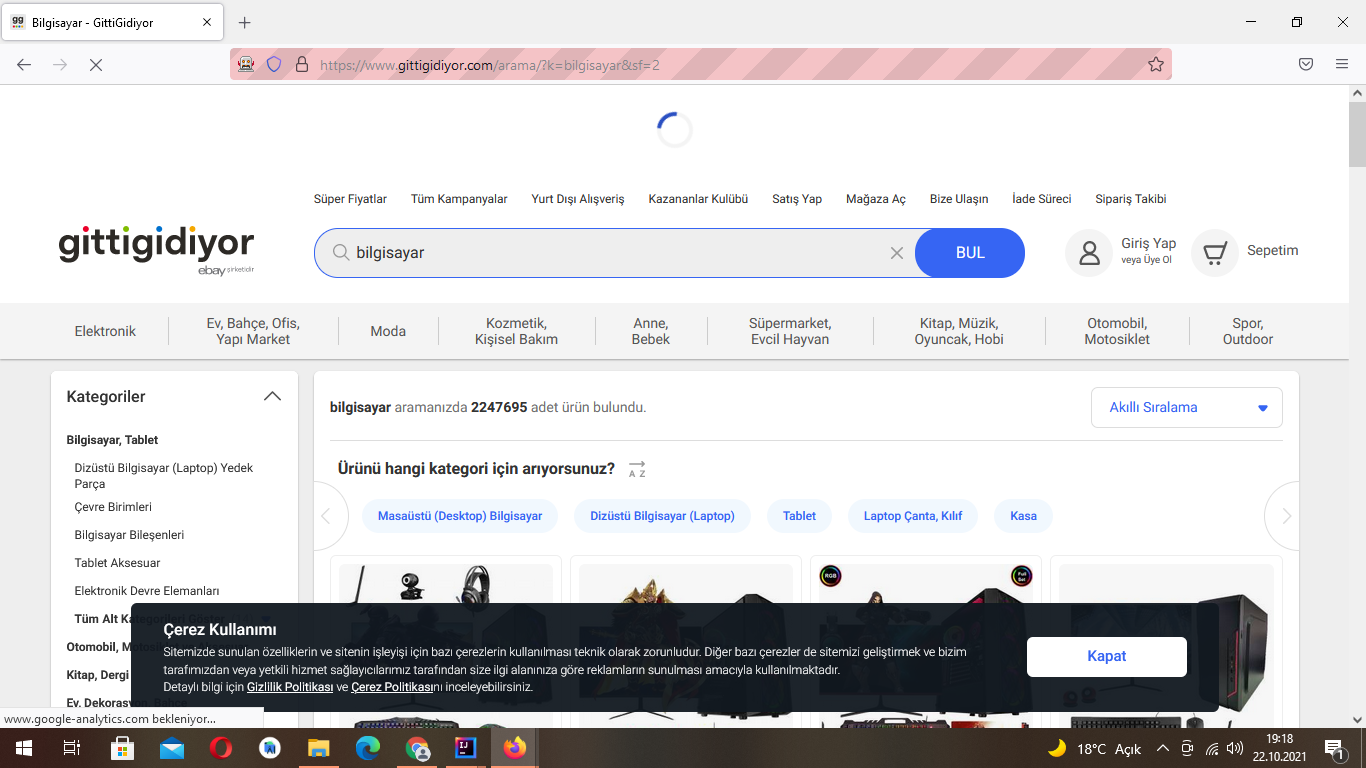 Bilgisayar - GittiGidiyor
https://www.gittigidiyor.com/arama/?k=bilgisayar&sf=2
Süper Fiyatlar Tüm Kampanyalar Yurt Dışı Alışveriş Kazananlar Kulübü Satış Yap Mağaza Aç Bize Ulaşın İade Süreci Sipariş Takibi
gittigidiyor
ebay şirketidir
bilgisayar
BUL
Giriş Yap
veya Üye Ol
Sepetim
Elektronik
Ev, Bahçe, Ofis,
Yapı Market
Moda
Kozmetik,
Kişisel Bakım
Anne,
Bebek
Süpermarket,
Evcil Hayvan
Kitap, Müzik,
Oyuncak, Hobi
Otomobil,
Motosiklet
Spor,
Outdoor
Kategoriler
Bilgisayar, Tablet
Dizüstü Bilgisayar (Laptop) Yedek
Parça
Çevre Birimleri
Bilgisayar Bileşenleri
Tablet Aksesuar
Elektronik Devre Elemanları
Tüm Alt
Otomobil,
Kitap, Dergi
Ev, Dekorasyon,
bilgisayar aramanızda 2247695 adet ürün bulundu.
Akıllı Sıralama
Ürünü hangi kategori için arıyorsunuz?
A Z
Masaüstü (Desktop) Bilgisayar Dizüstü Bilgisayar (Laptop) Tablet Laptop Çanta, Kılıf Kasa
RGB
Full
Set
Çerez Kullanımı
Sitemizde sunulan özelliklerin ve sitenin işleyişi için bazı çerezlerin kullanılması teknik olarak zorunludur. Diğer bazı çerezler de sitemizi geliştirmek ve bizim
tarafımızdan veya yetkili hizmet sağlayıcılarımız tarafından size ilgi alanınıza göre reklamların sunulması amacıyla kullanılmaktadır.
Detaylı bilgi için Gizlilik Politikası ve Çerez Politikasını inceleyebilirsiniz.
Kapat
www.google-analytics.com bekleniyor...
18°C Açık
19:18
22.10.2021
1